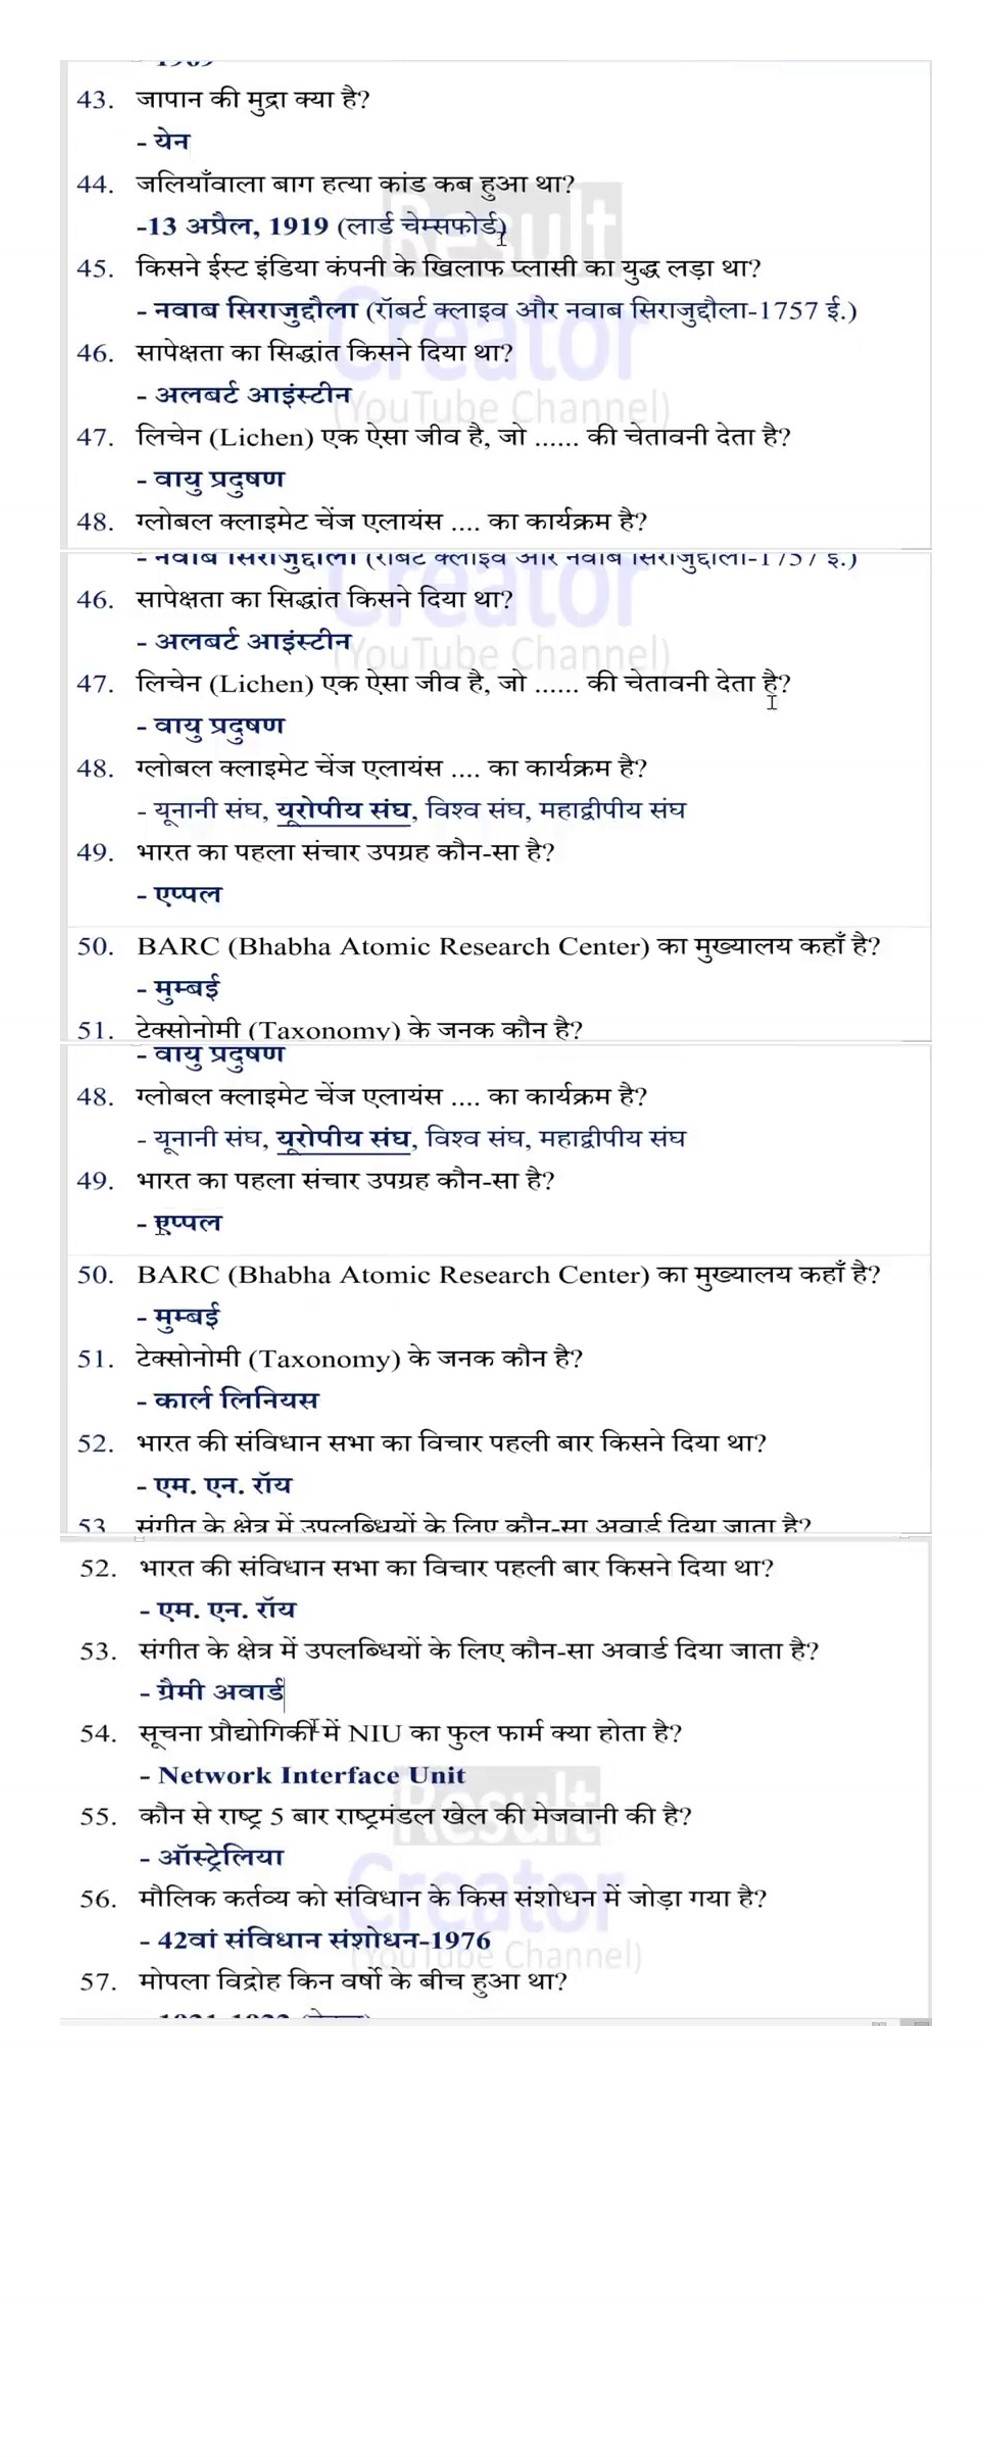 43. जापान की मुद्रा क्या है?
- येन
44. जलियाँवाला बाग हत्या कांड कब हुआ था?
-13 अप्रैल, 1919 (लार्ड चेम्सफोर्ड)
45. किसने ईस्ट इंडिया कंपनी के खिलाफ प्लासी का युद्ध लड़ा था?
- नवाब सिराजुद्दौला (रॉबर्ट क्लाइव और नवाब सिराजुद्दौला-1757 ई.)
46. सापेक्षता का सिद्धांत किसने दिया था?
- अलबर्ट आइंस्टीन
47. लिचेन (Lichen) एक ऐसा जीव है, जो ...... की चेतावनी देता है?
- वायु प्रदुषण
48. ग्लोबल क्लाइमेट चेंज एलायंस .... का कार्यक्रम है?
Result
Creator
(YouTube Channel)
- नवाब सिराजुद्दौला (रॉबर्ट क्लाइव और नवाब सिराजुद्दौला-1757 ई.)
46. सापेक्षता का सिद्धांत किसने दिया था?
- अलबर्ट आइंस्टीन
(YouTube Channel)
47. लिचेन (Lichen) एक ऐसा जीव है, जो ...... की चेतावनी देता है?
- वायु प्रदुषण
48. ग्लोबल क्लाइमेट चेंज एलायंस .... का कार्यक्रम है?
- यूनानी संघ, यूरोपीय संघ, विश्व संघ, महाद्वीपीय संघ
49. भारत का पहला संचार उपग्रह कौन-सा है?
- एप्पल
50. BARC (Bhabha Atomic Research Center) का मुख्यालय कहाँ है?
- मुम्बई
51. टेक्सोनोमी (Taxonomy) के जनक कौन है?
- वायु प्रदुषण
48. ग्लोबल क्लाइमेट चेंज एलायंस .... का कार्यक्रम है?
- यूनानी संघ, यूरोपीय संघ, विश्व संघ, महाद्वीपीय संघ
49. भारत का पहला संचार उपग्रह कौन-सा है?
- एप्पल
50. BARC (Bhabha Atomic Research Center) का मुख्यालय कहाँ है?
- मुम्बई
51. टेक्सोनोमी (Taxonomy) के जनक कौन है?
- कार्ल लिनियस
52. भारत की संविधान सभा का विचार पहली बार किसने दिया था?
- एम. एन. रॉय
53 संगीत के क्षेत्र में उपलब्धियों के लिए कौन-सा अवार्ड दिया जाता है?
52. भारत की संविधान सभा का विचार पहली बार किसने दिया था?
- एम. एन. रॉय
53. संगीत के क्षेत्र में उपलब्धियों के लिए कौन-सा अवार्ड दिया जाता है?
- ग्रैमी अवार्ड
54. सूचना प्रौद्योगिकी में NIU का फुल फार्म क्या होता है?
- Network Interface Unit
55. कौन से राष्ट्र 5 बार राष्ट्रमंडल खेल की मेजवानी की है?
- ऑस्ट्रेलिया
56. मौलिक कर्तव्य को संविधान के किस संशोधन में जोड़ा गया है?
- 42वां संविधान संशोधन-1976
57. मोपला विद्रोह किन वर्षो के बीच हुआ था?
Result
Creator
(YouTube Channel)